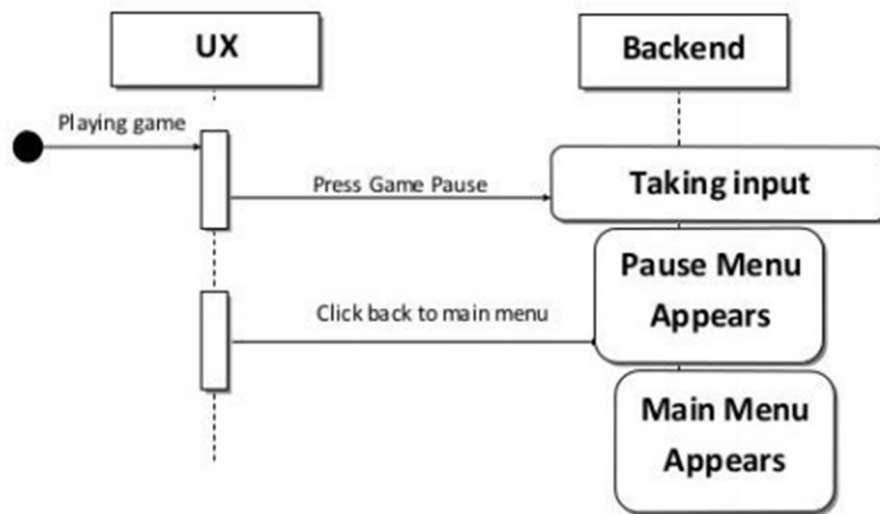 UX
Backend
Playing game
Press Game Pause
Taking input
Pause Menu
Appears
Click back to main menu
Main Menu
Appears